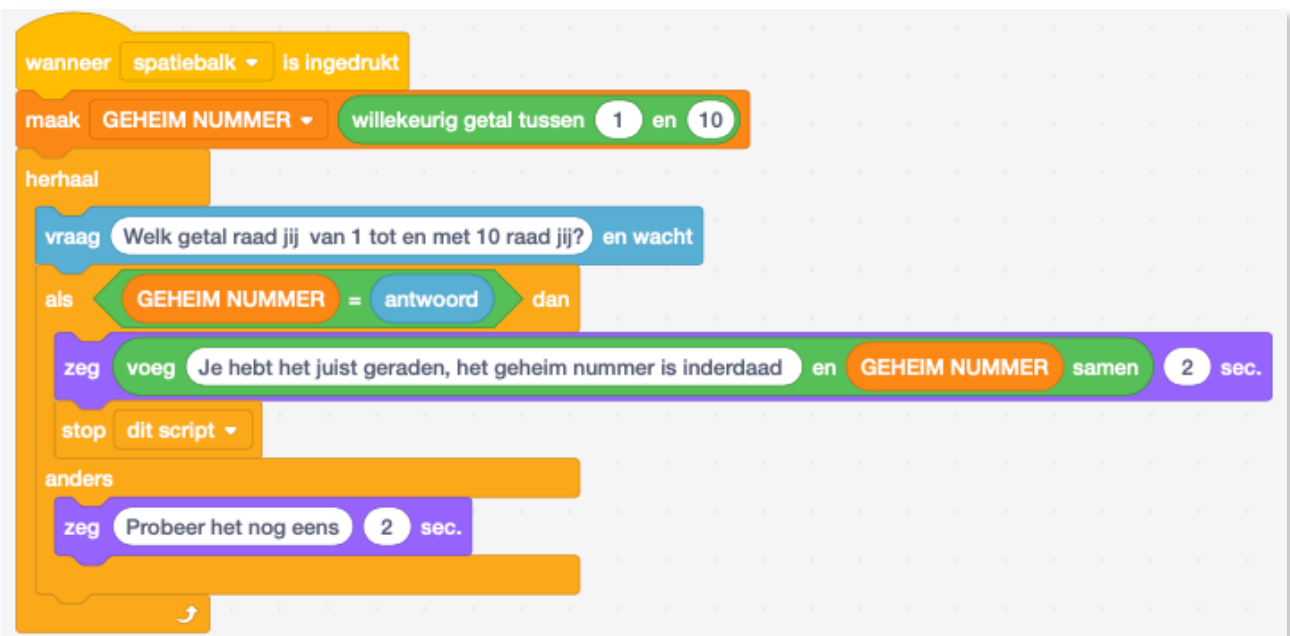 wanneer spatiebalk is ingedrukt
maak GEHEIM NUMMER willekeurig getal tussen 1 en 10
herhaal
vraag Welk getal raad jij van 1 tot en met 10 raad jij? en wacht
als GEHEIM NUMMER = antwoord dan
zeg voeg Je hebt het juist geraden, het geheim nummer is inderdaad en GEHEIM NUMMER samen 2 sec.
stop dit script
anders
zeg Probeer het nog eens 2 sec.